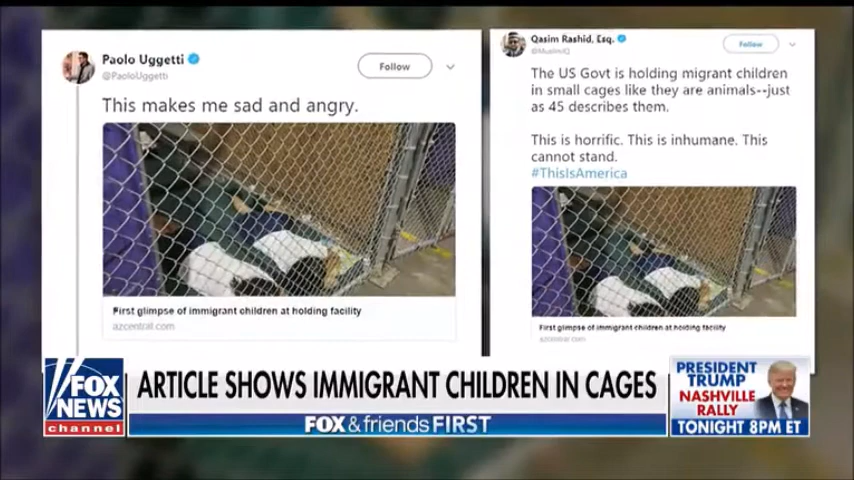 Paolo Uggetti
@PaoloUggetti
Follow
This makes me sad and angry.
First glimpse of immigrant children at holding facility
azcentral.com
Qasim Rashid, Esq.
@MuslimIQ
Follow
The US Govt is holding migrant children
in small cages like they are animals--just
as 45 describes them.
This is horrific. This is inhumane. This
cannot stand.
#ThisIsAmerica
First glimpse of immigrant children at holding facility
azcentral.com
FOX
NEWS
channel
ARTICLE SHOWS IMMIGRANT CHILDREN IN CAGES
FOX & friends FIRST
PRESIDENT
TRUMP
NASHVILLE
RALLY
TONIGHT 8PM ET